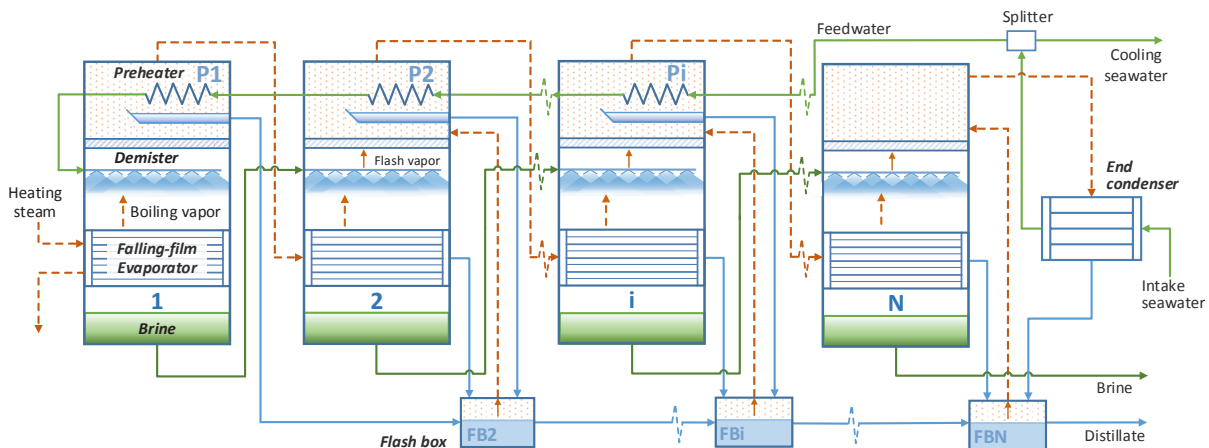 Feedwater
Splitter
Cooling
seawater
Preheater
P1
P2
Pi
Demister
Flash vapor
Heating
steam
Boiling vapor
End
condenser
Falling-film
Evaporator
Intake
seawater
1
2
i
N
Brine
Brine
Flash box
FB2
FBi
FBN
Distillate